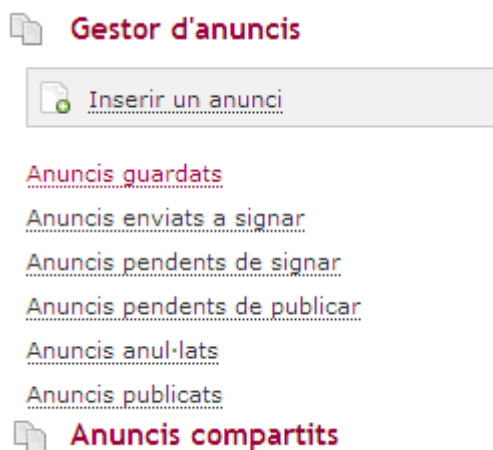 Gestor d'anuncis
Inserir un anunci
Anuncis guardats
Anuncis enviats a signar
Anuncis pendents de signar
Anuncis pendents de publicar
Anuncis anul·lats
Anuncis publicats
Anuncis compartits